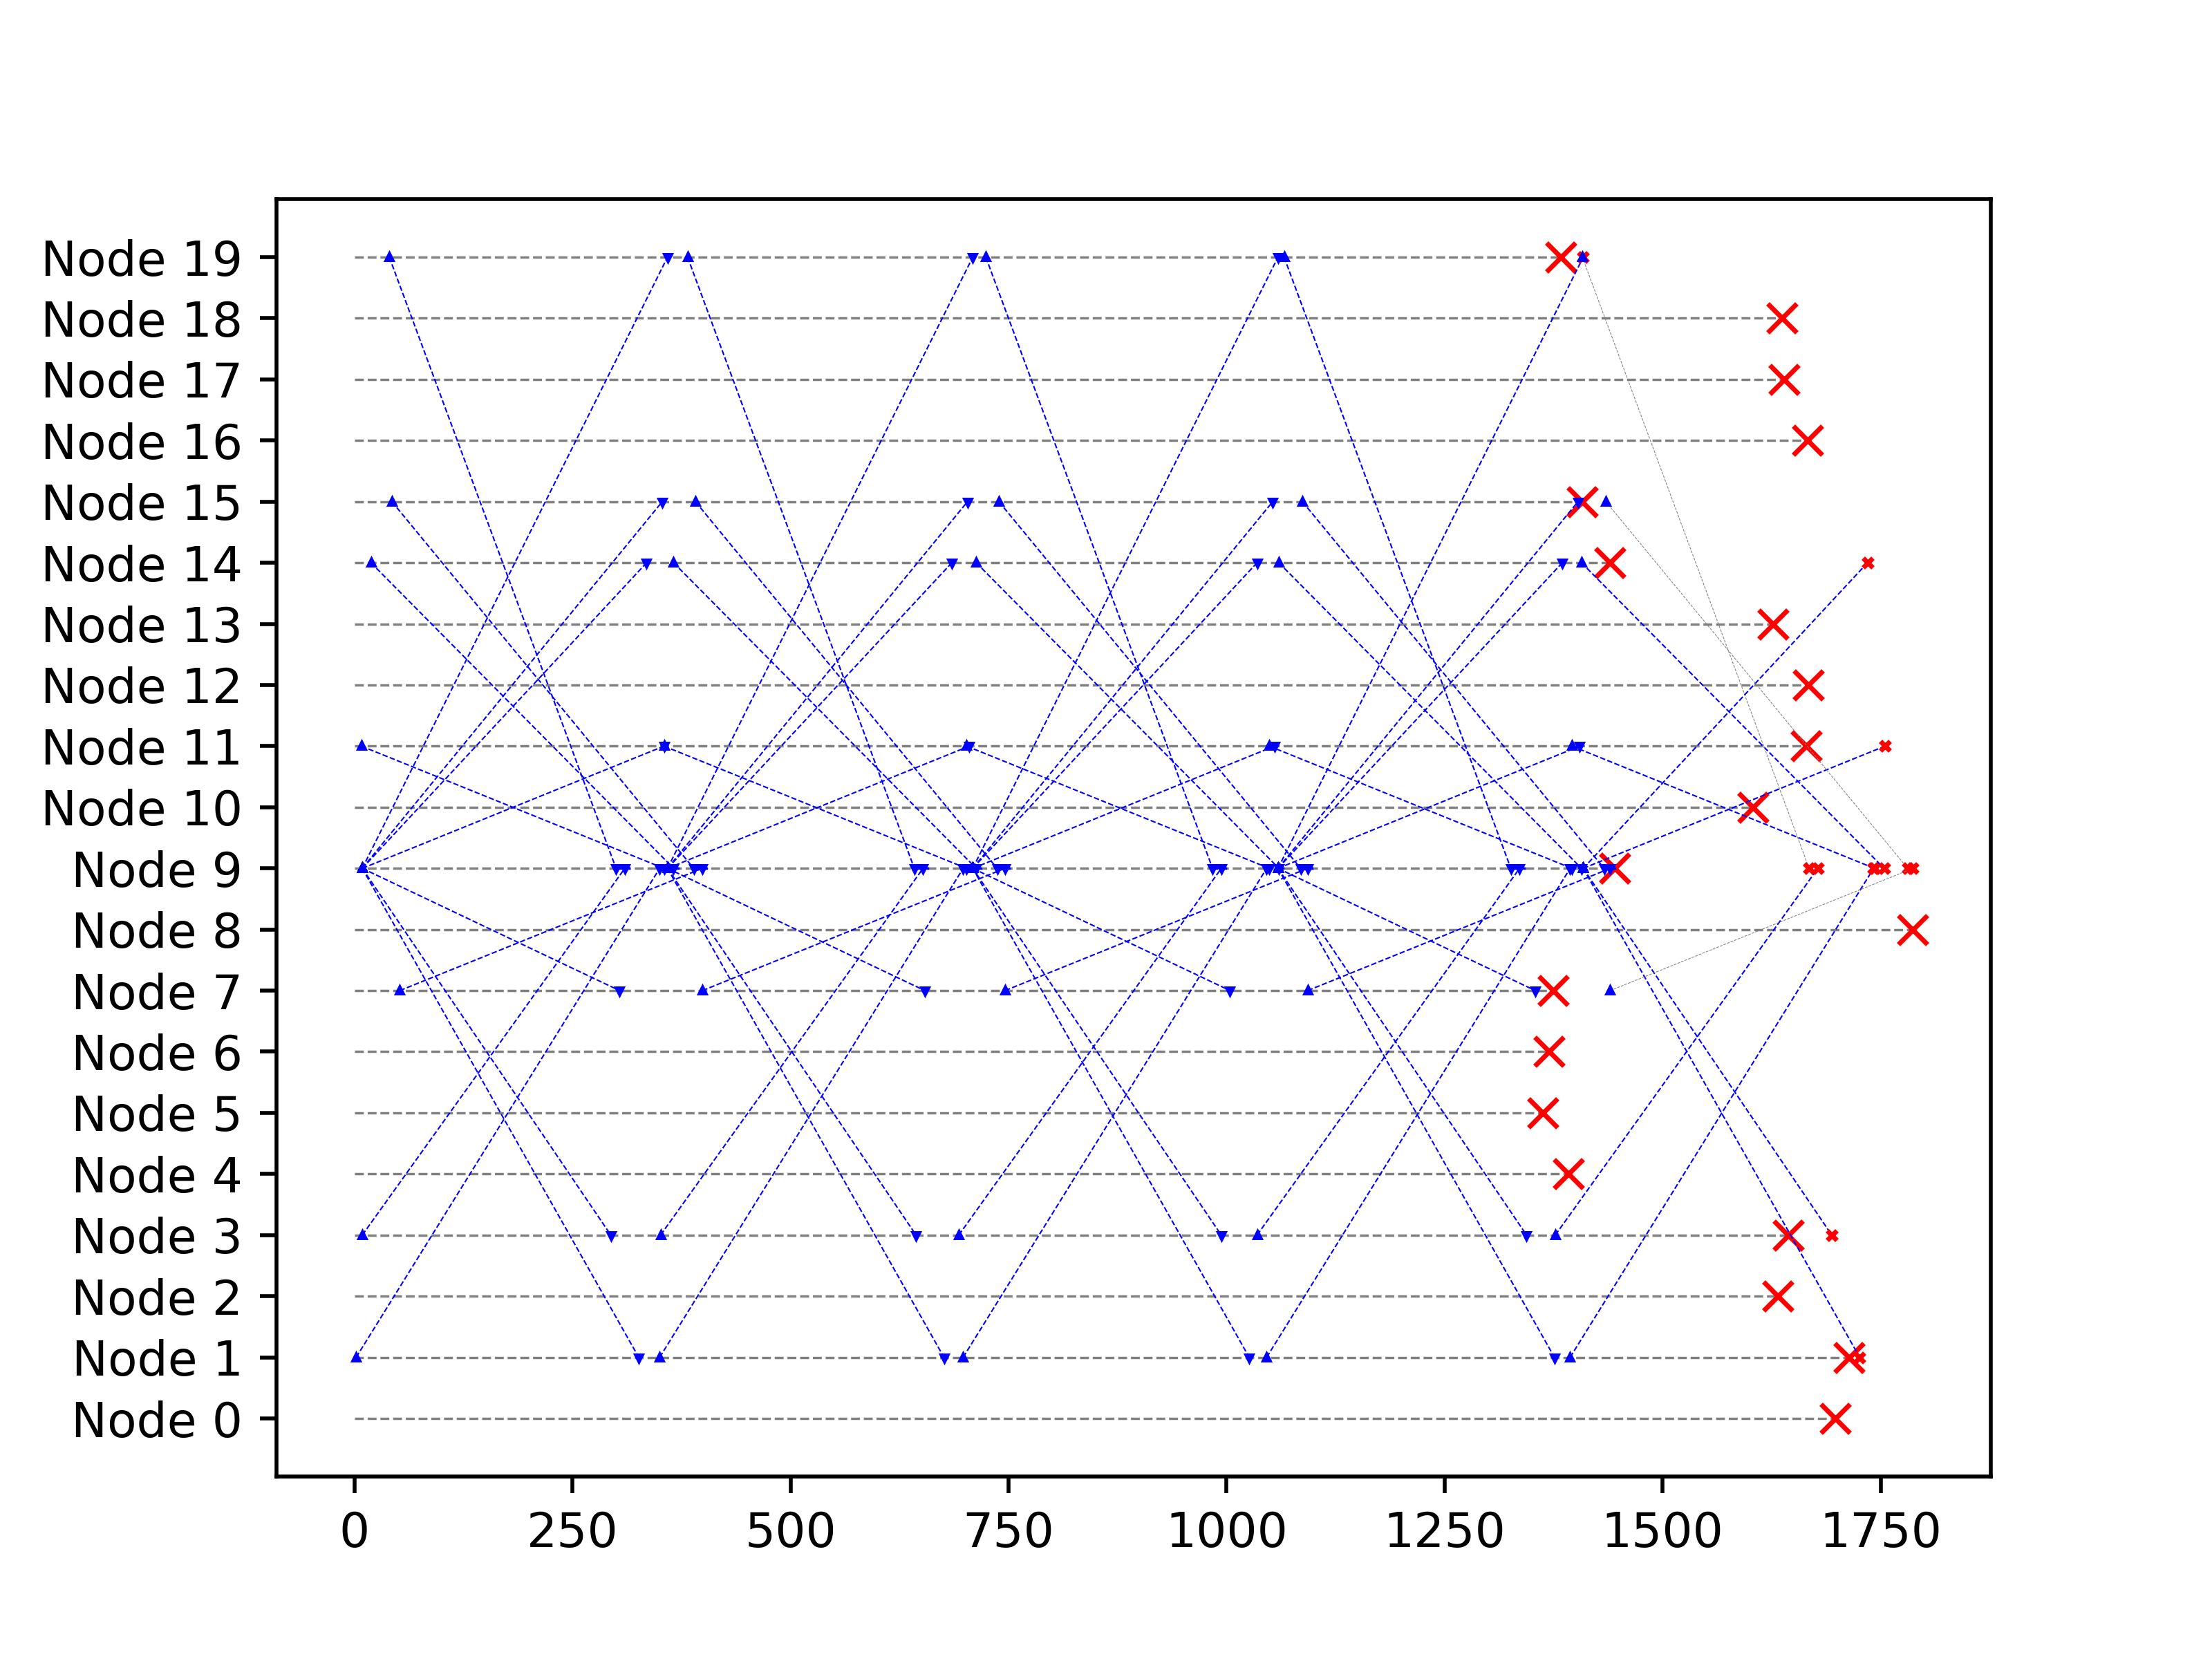 Node 19
Node 18
Node 17
Node 16
Node 15
Node 14
Node 13
Node 12
Node 11
Node 10
Node 9
Node 8
Node 7
Node 6
Node 5
Node 4
Node 3
Node 2
Node 1
Node 0
0 250 500 750 1000 1250 1500 1750